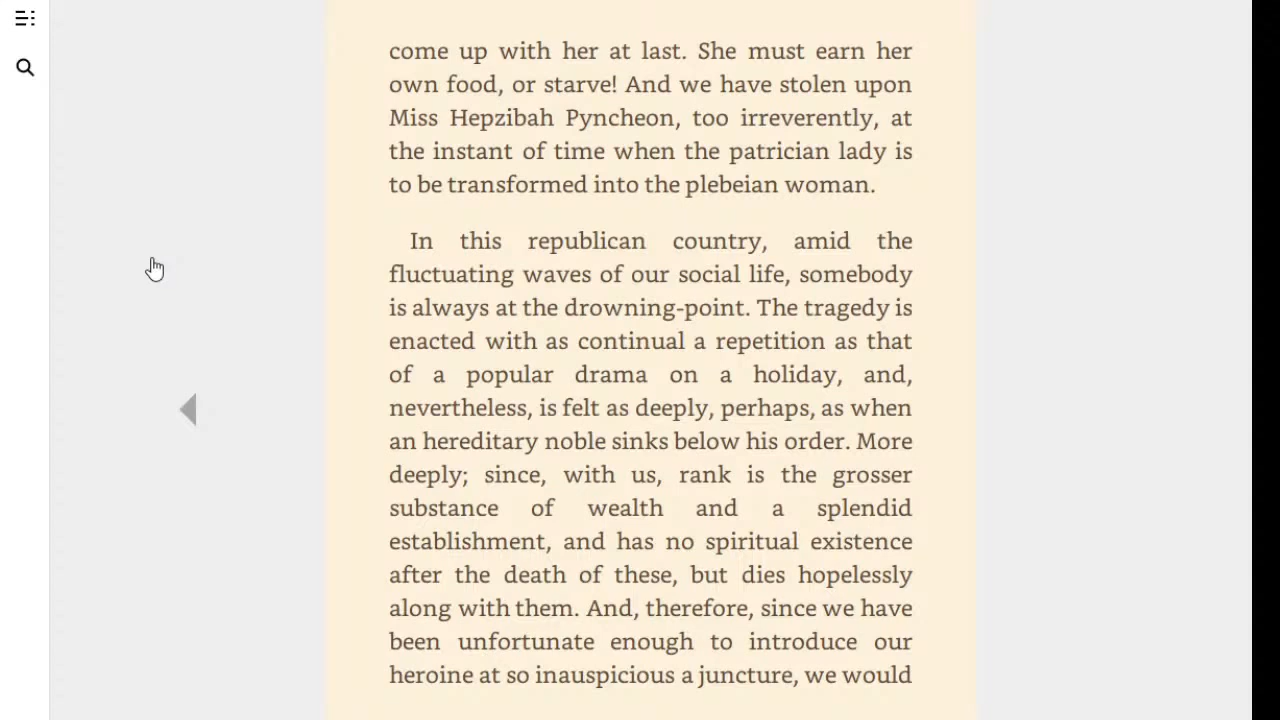 come up with her at last. She must earn her
own food, or starve! And we have stolen upon
Miss Hepzibah Pyncheon, too irreverently, at
the instant of time when the patrician lady is
to be transformed into the plebeian woman.
In this republican country, amid the
fluctuating waves of our social life, somebody
is always at the drowning-point. The tragedy is
enacted with as continual a repetition as that
of a popular drama on a holiday, and,
nevertheless, is felt as deeply, perhaps, as when
an hereditary noble sinks below his order. More
deeply; since, with us, rank is the grosser
substance of wealth and a splendid
establishment, and has no spiritual existence
after the death of these, but dies hopelessly
along with them. And, therefore, since we have
been unfortunate enough to introduce our
heroine at so inauspicious a juncture, we would